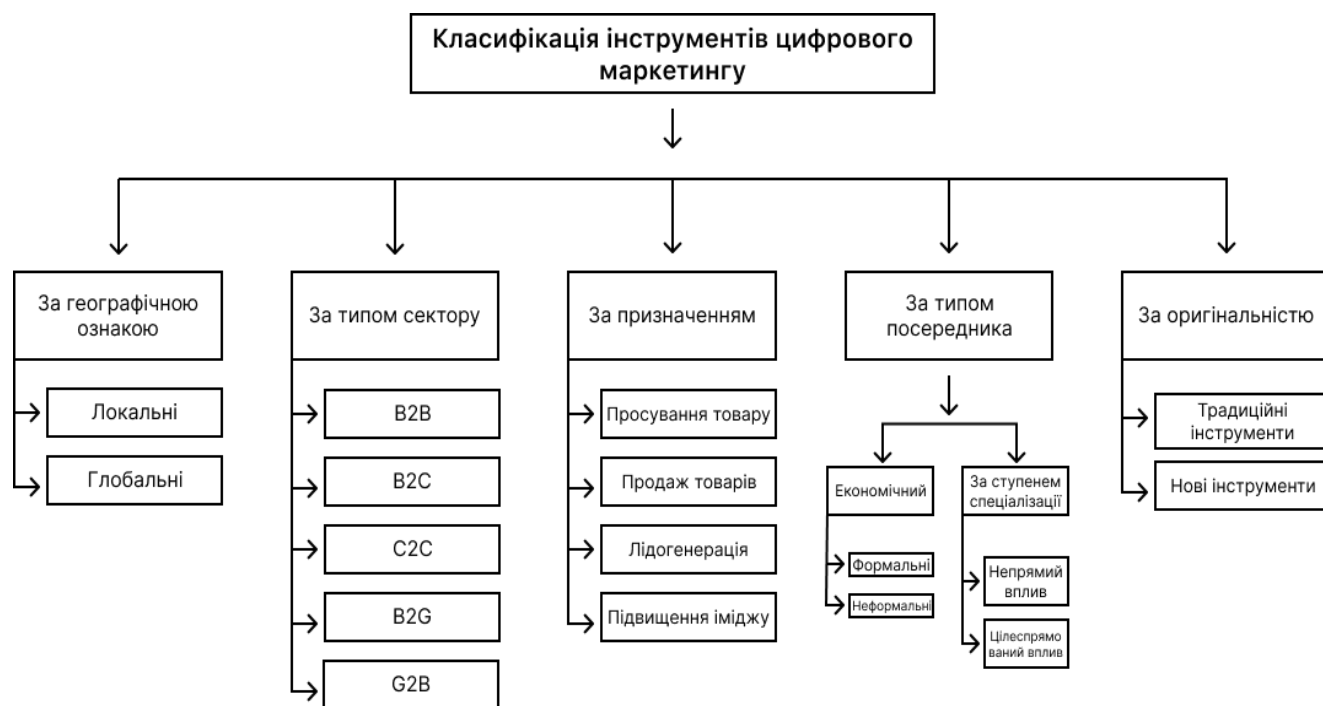 Класифікація інструментів цифрового
маркетингу
За географічною
ознакою
Локальні
Глобальні
За типом сектору
B2B
B2C
C2C
B2G
G2B
За призначенням
Просування товару
Продаж товарів
Лідогенерація
Підвищення іміджу
За типом
посередника
Економічний
Формальні
Неформальні
За ступенем
спеціалізації
Непрямий
вплив
Цілеспрямо
ваний вплив
За оригінальністю
Традиційні
інструменти
Нові інструменти